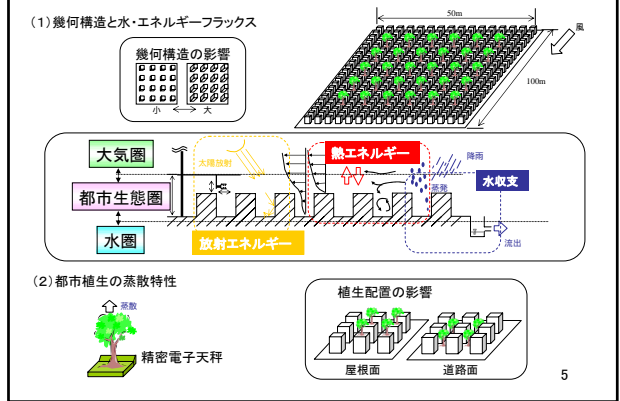 (1)幾何構造と水・エネルギーフラックス
幾何構造の影響
小
大
50m
風
100m
大気圏
都市生態圏
水圏
太陽放射
放射エネルギー
熱エネルギー
降雨
水収支
蒸発
流出
(2)都市植生の蒸散特性
蒸散
精密電子天秤
植生配置の影響
屋根面
道路面
5